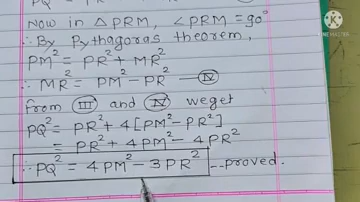 Now in △PRM, ∠PRM = 90°
∴ By Pythagoras theorem,
PM² = PR² + MR²
∴ MR² = PM² - PR² — Ⅳ
from Ⅲ and Ⅳ we get
PQ² = PR² + 4[PM² - PR²]
= PR² + 4PM² - 4PR²
∴ PQ² = 4PM² - 3PR² ---proved.